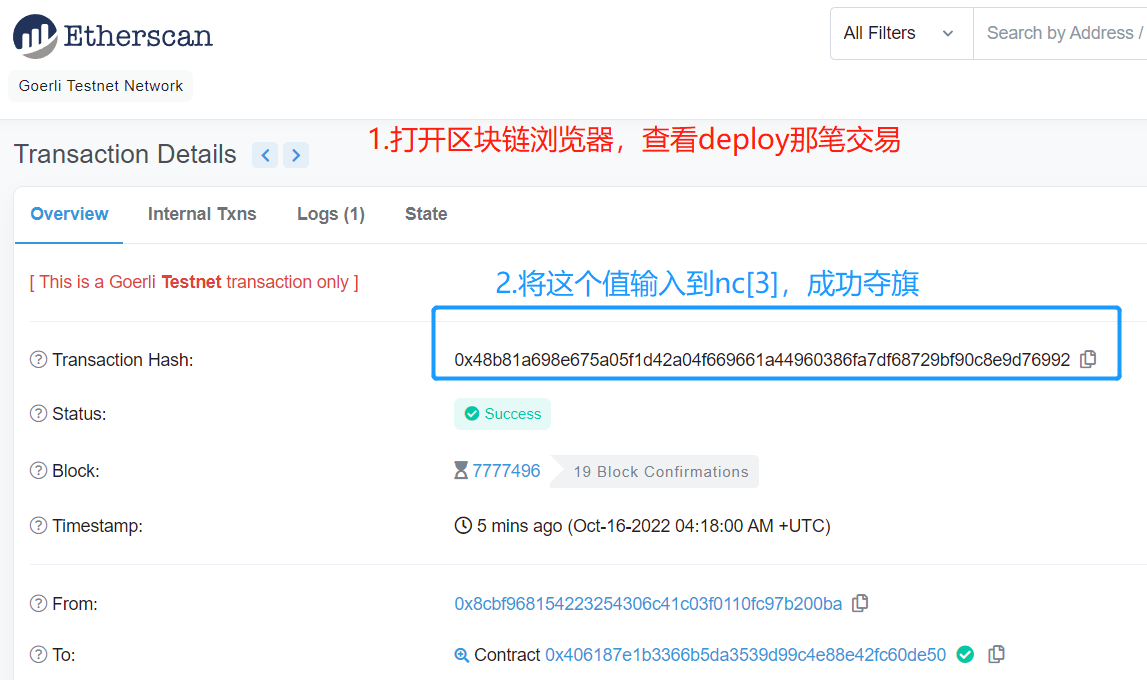 Etherscan
All Filters
Search by Address /
Goerli Testnet Network
1.打开区块链浏览器，查看deploy那笔交易
Transaction Details
Overview Internal Txns Logs (1) State
[ This is a Goerli Testnet transaction only ]
2.将这个值输入到nc[3]，成功夺旗
Transaction Hash: 0x48b81a698e675a05f1d42a04f669661a44960386fa7df68729bf90c8e9d76992
Status: Success
Block: 7777496 19 Block Confirmations
Timestamp: 5 mins ago (Oct-16-2022 04:18:00 AM +UTC)
From: 0x8cbf968154223254306c41c03f0110fc97b200ba
To: Contract 0x406187e1b3366b5da3539d99c4e88e42fc60de50